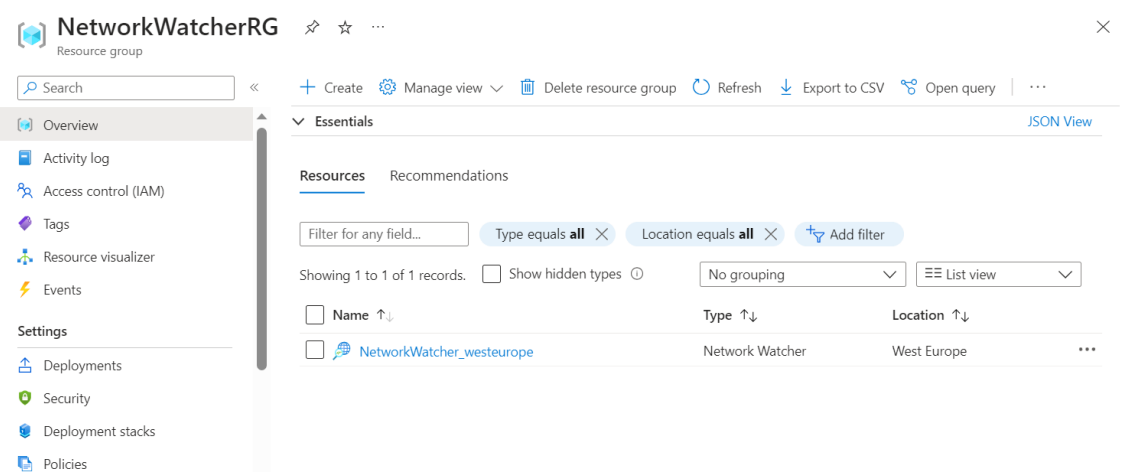 NetworkWatcherRG
Resource group
Search
Overview
Activity log
Access control (IAM)
Tags
Resource visualizer
Events
Settings
Deployments
Security
Deployment stacks
Policies
Create Manage view Delete resource group Refresh Export to CSV Open query
Essentials JSON View
Resources Recommendations
Filter for any field... Type equals all Location equals all Add filter
Showing 1 to 1 of 1 records. Show hidden types No grouping List view
Name Type Location
NetworkWatcher_westeurope Network Watcher West Europe